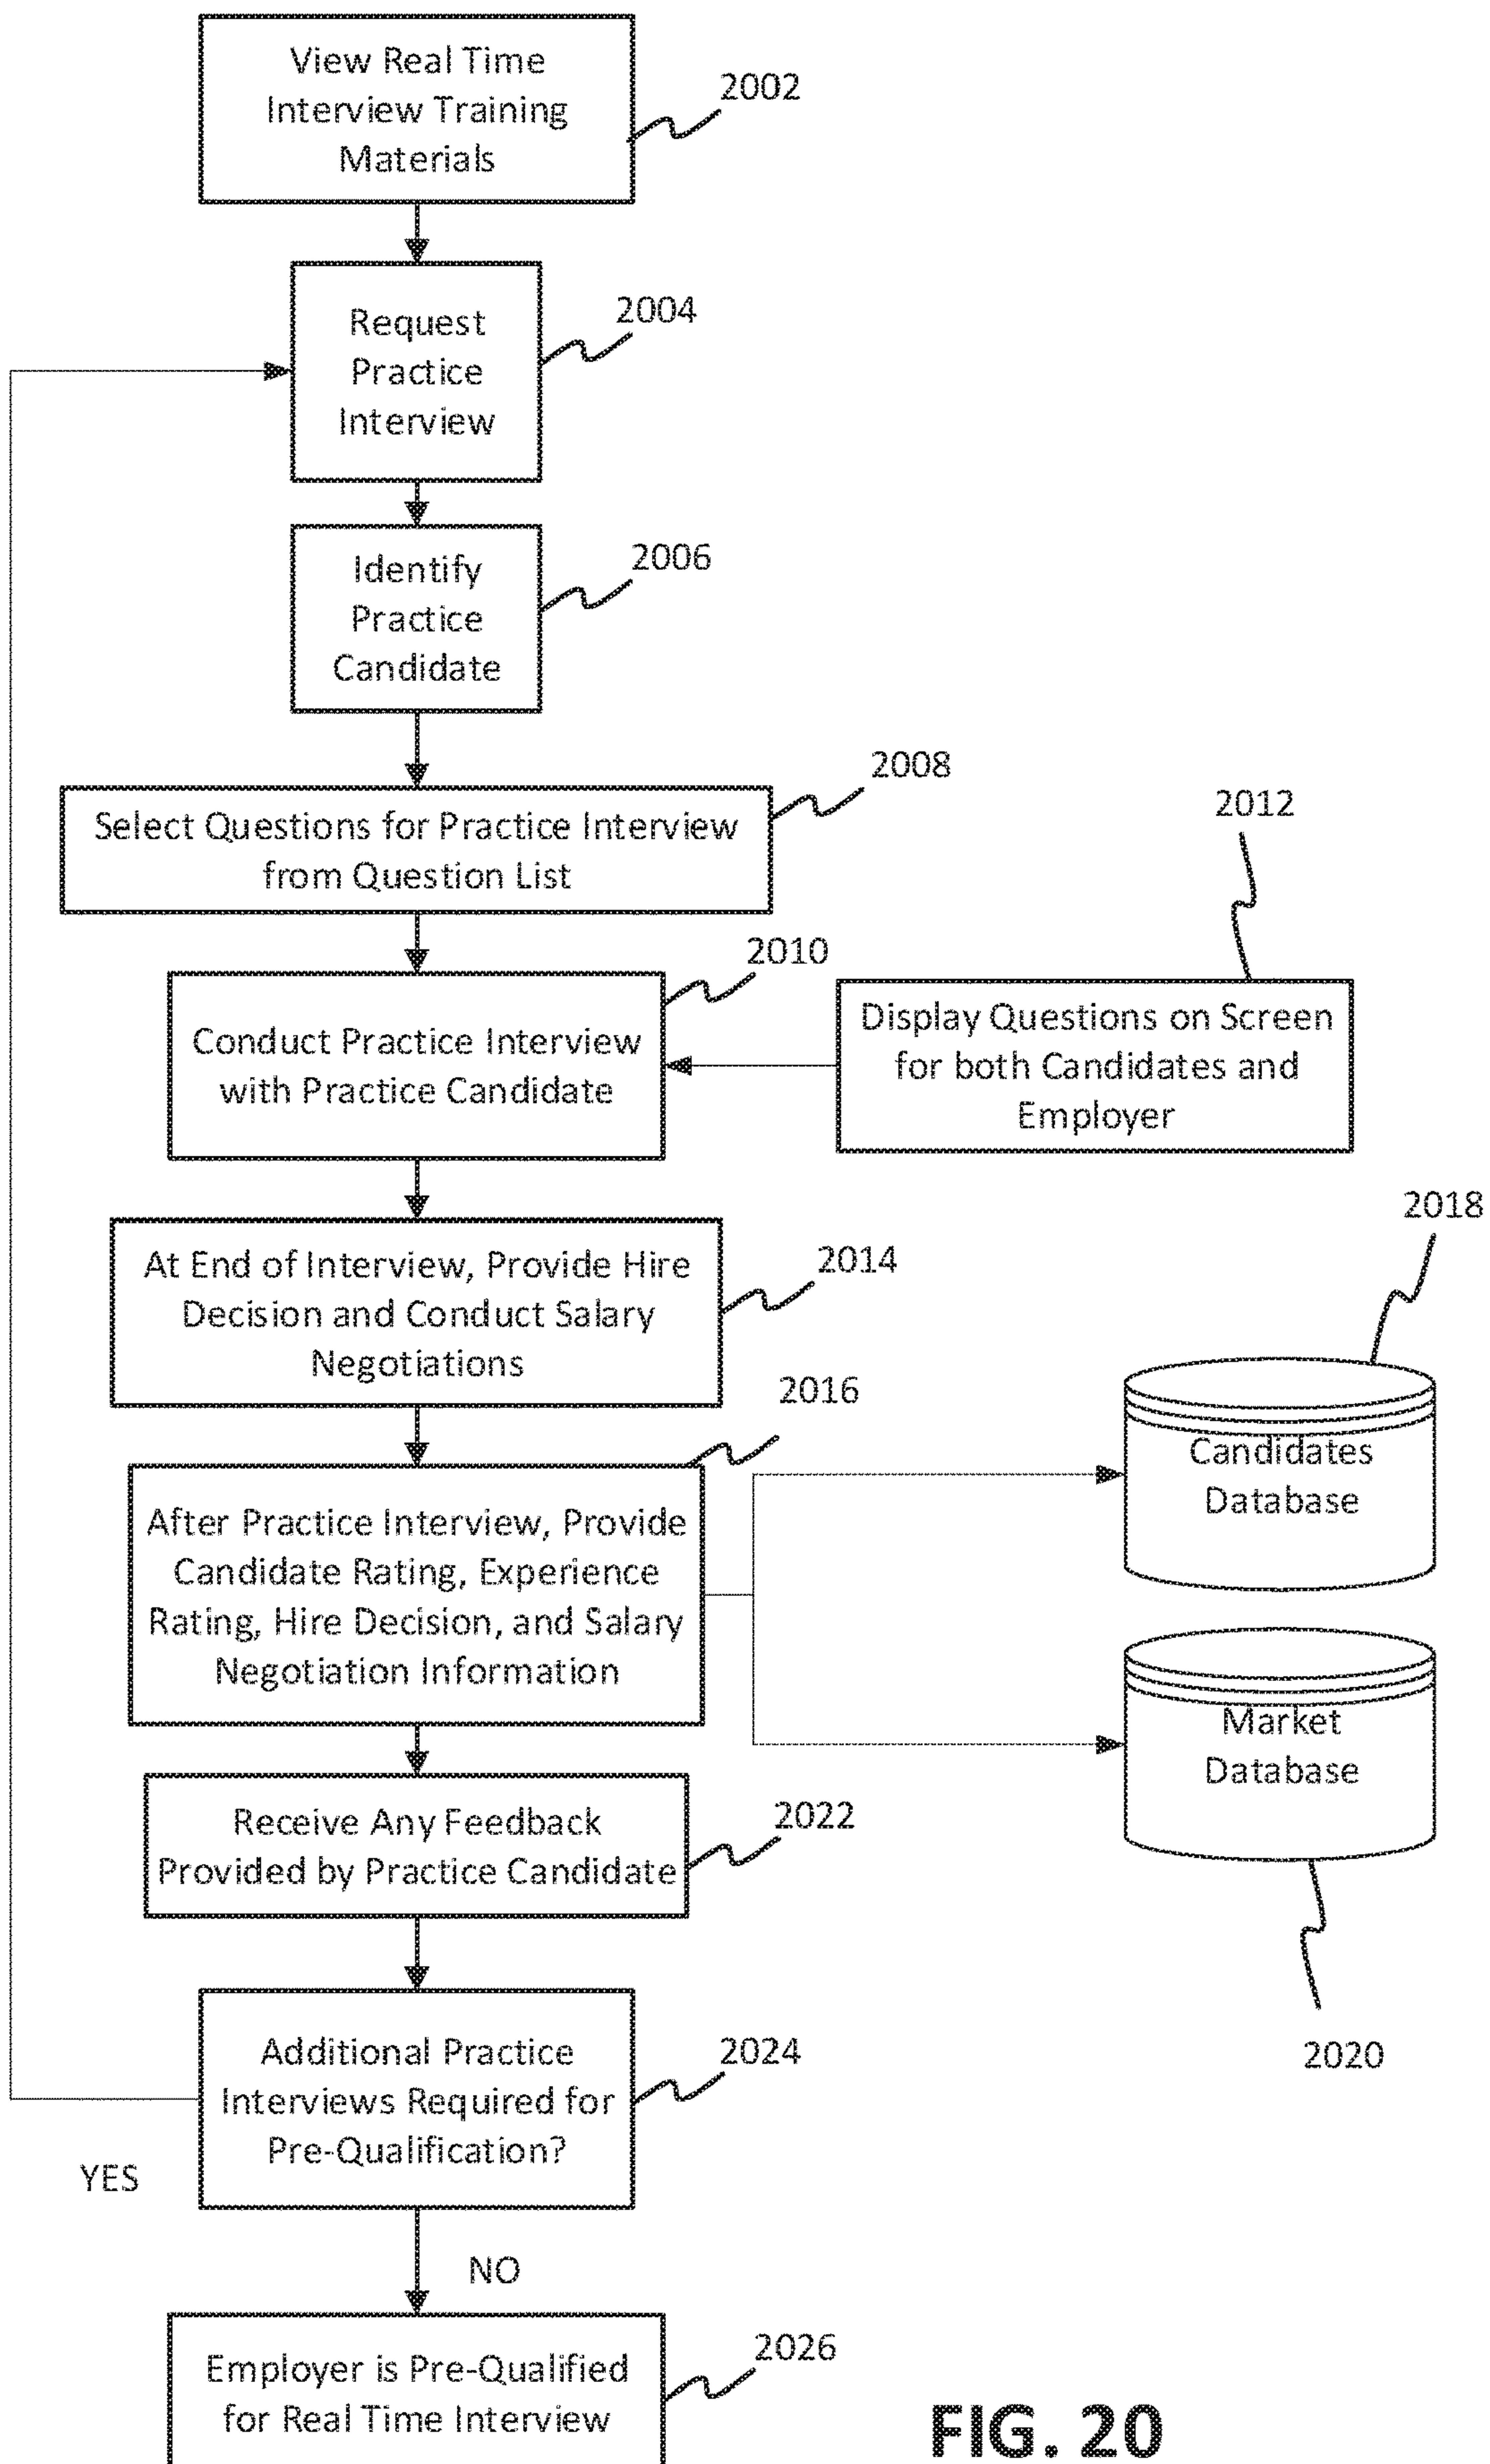 View Real Time
Interview Training
Materials
2002
Request
Practice
Interview
2004
Identify
Practice
Candidate
2006
Select Questions for Practice Interview
from Question List
2008
Conduct Practice Interview
with Practice Candidate
2010
Display Questions on Screen
for both Candidates and
Employer
2012
At End of Interview, Provide Hire
Decision and Conduct Salary
Negotiations
2014
After Practice Interview, Provide
Candidate Rating, Experience
Rating, Hire Decision, and Salary
Negotiation Information
2016
Candidates
Database
2018
Market
Database
2020
Receive Any Feedback
Provided by Practice Candidate
2022
Additional Practice
Interviews Required for
Pre-Qualification?
2024
YES
NO
Employer is Pre-Qualified
for Real Time Interview
2026
FIG. 20